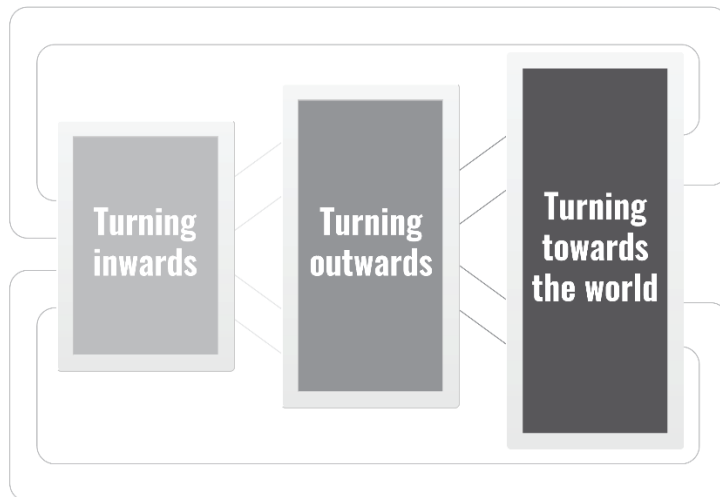 Turning
inwards
Turning
outwards
Turning
towards
the world